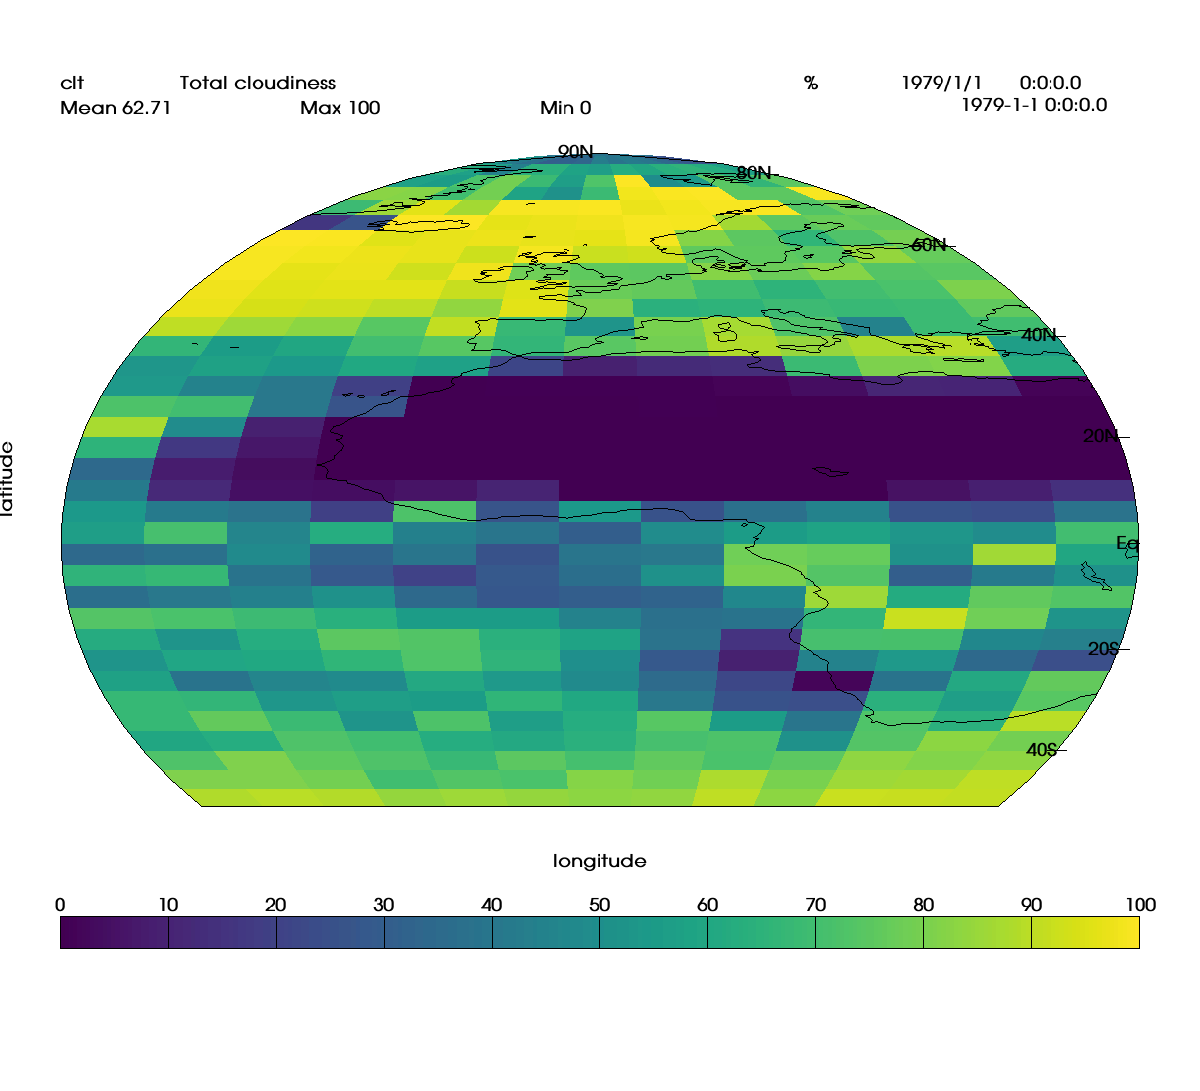 clt Total cloudiness % 1979/1/1 0:0:0.0
Mean 62.71 Max 100 Min 0 1979-1-1 0:0:0.0
90N
80N
60N
40N
20N
latitude
Eq
20S
40S
longitude
0 10 20 30 40 50 60 70 80 90 100